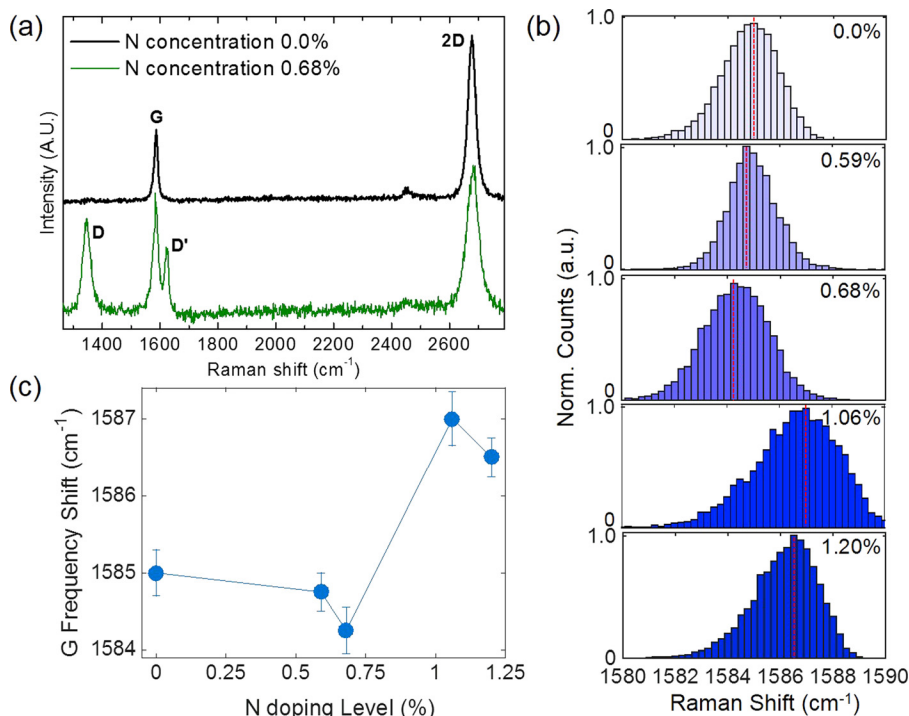 (a)
N concentration 0.0%
N concentration 0.68%
2D
G
D
D'
Intensity (A.U.)
1400 1600 2000 2200 2400 2600
Raman shift (cm-1)
(b)
1.0
0.0%
0
1.0
0.59%
0
1.0
0.68%
0
1.0
1.06%
0
1.0
1.20%
0
Norm. Counts (a.u.)
1580 1582 1584 1586 1588 1590
Raman Shift (cm-1)
(c)
G Frequency Shift (cm-1)
1587
1586
1585
1584
0 0.25 0.50 0.75 1.0 1.25
N doping Level (%)